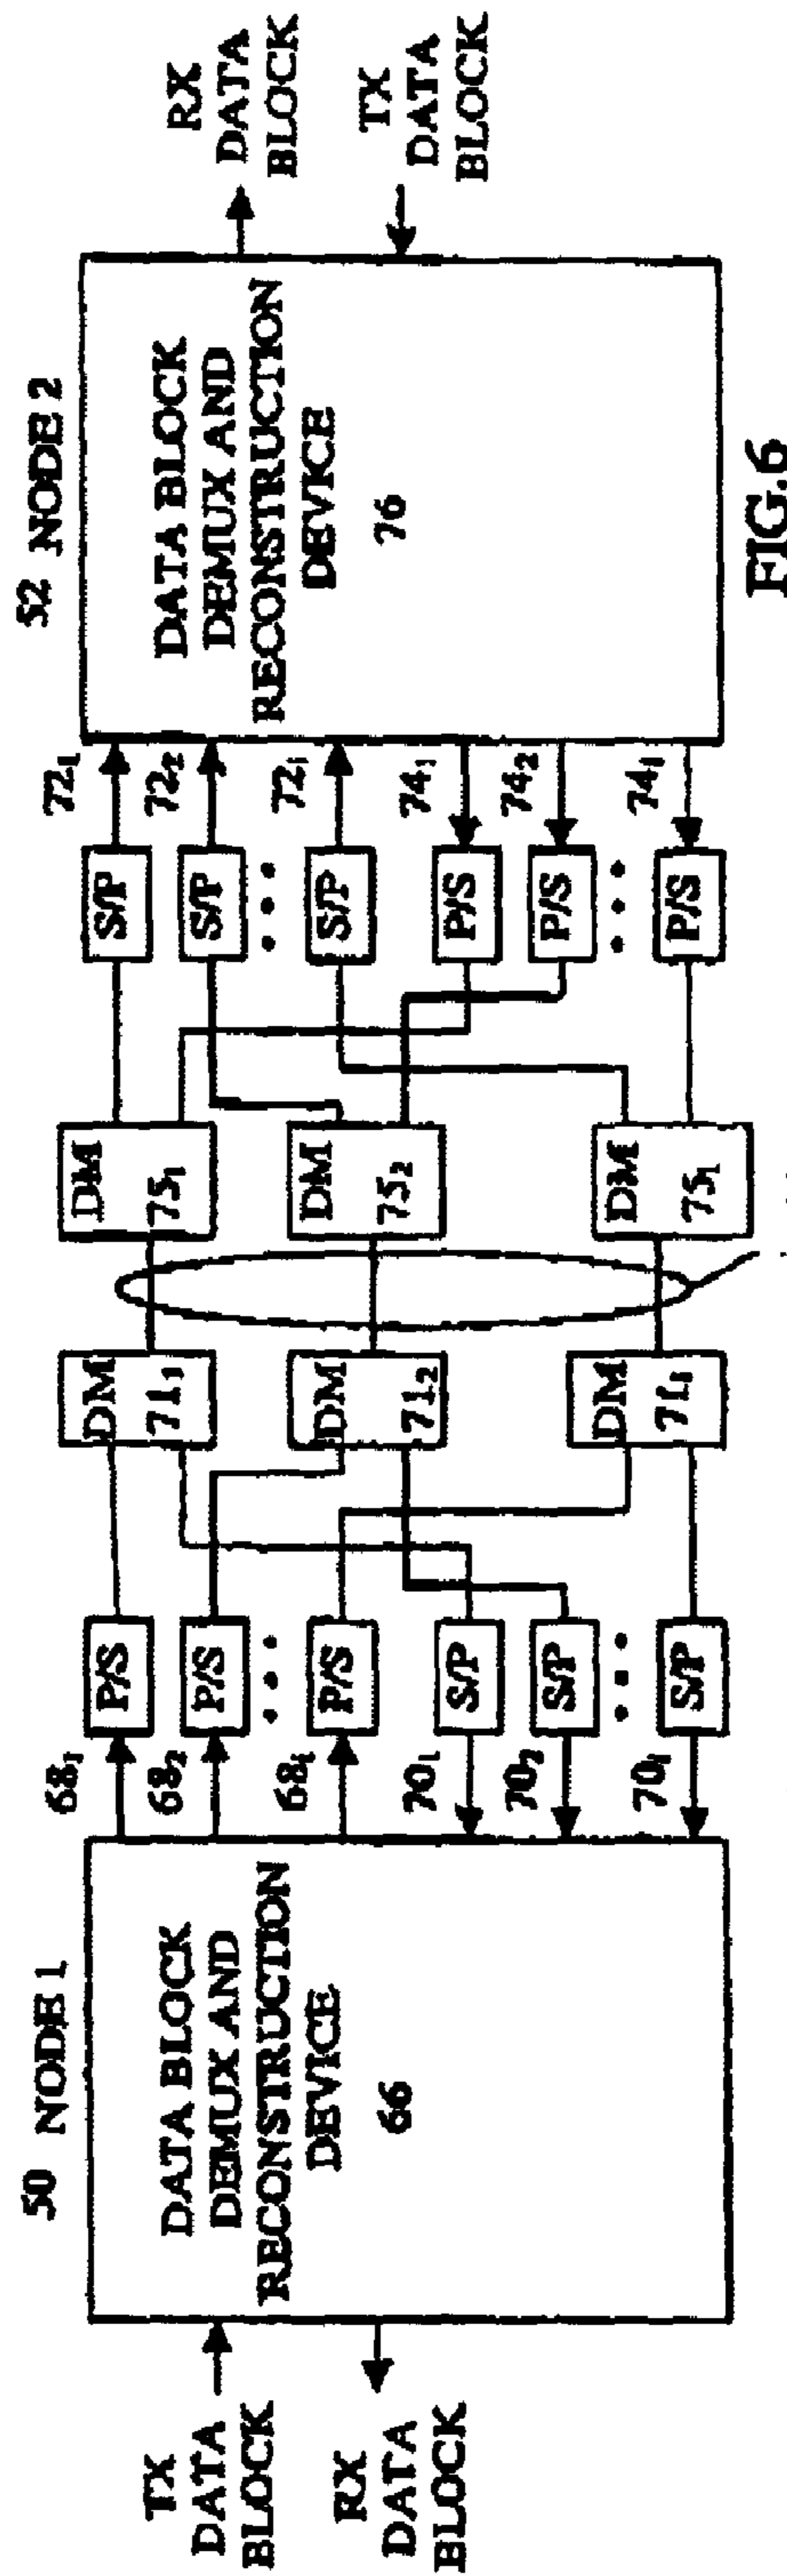 50 NODE 1
52 NODE 2
TX
DATA
BLOCK
RX
DATA
BLOCK
DATA BLOCK
DEMUX AND
RECONSTRUCTION
DEVICE
66
68₁
68₂
68ᵢ
70₁
70₂
70ᵢ
P/S
P/S
P/S
S/P
S/P
S/P
DM
71₁
DM
71₂
DM
71ᵢ
DM
75₁
DM
75₂
DM
75ᵢ
S/P
S/P
S/P
P/S
P/S
P/S
72₁
72₂
72ᵢ
74₁
74₂
74ᵢ
DATA BLOCK
DEMUX AND
RECONSTRUCTION
DEVICE
76
RX
DATA
BLOCK
TX
DATA
BLOCK
FIG.6